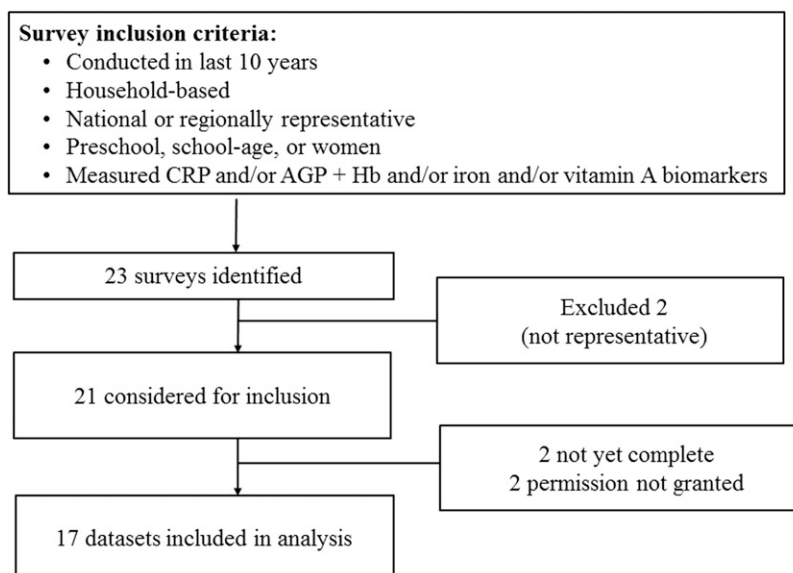 Survey inclusion criteria:
• Conducted in last 10 years
• Household-based
• National or regionally representative
• Preschool, school-age, or women
• Measured CRP and/or AGP + Hb and/or iron and/or vitamin A biomarkers
23 surveys identified
Excluded 2
(not representative)
21 considered for inclusion
2 not yet complete
2 permission not granted
17 datasets included in analysis